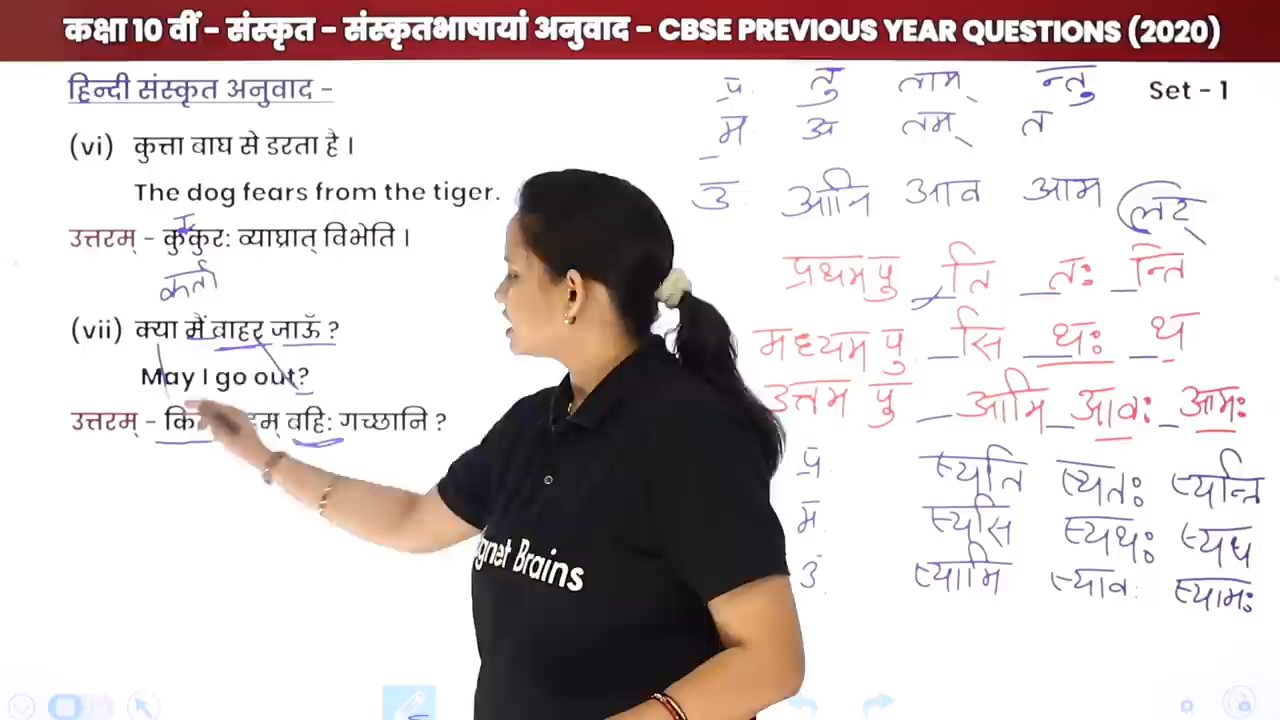 कक्षा 10 वीं - संस्कृत - संस्कृतभाषायां अनुवाद - CBSE PREVIOUS YEAR QUESTIONS (2020)
हिन्दी संस्कृत अनुवाद -
Set - 1
(vi) कुत्ता बाघ से डरता है ।
The dog fears from the tiger.
उत्तरम् - कुकुर: व्याघ्रात् विभेति ।
कर्ता
(vii) क्या मैं बाहर जाऊँ ?
May I go out?
उत्तरम् - बहि: गच्छानि ?
प्र. तु ताम् न्तु
म अ तम् त
उ आनि आव आम
लट्
प्रथम पु ति तः न्ति
मध्यम पु सि थः थ
उत्तम पु आमि आवः आमः
प्र स्यति स्यतः स्यन्ति
म स्यसि स्यथः स्यथ
उ स्यामि स्यावः स्यामः
gnet Brains